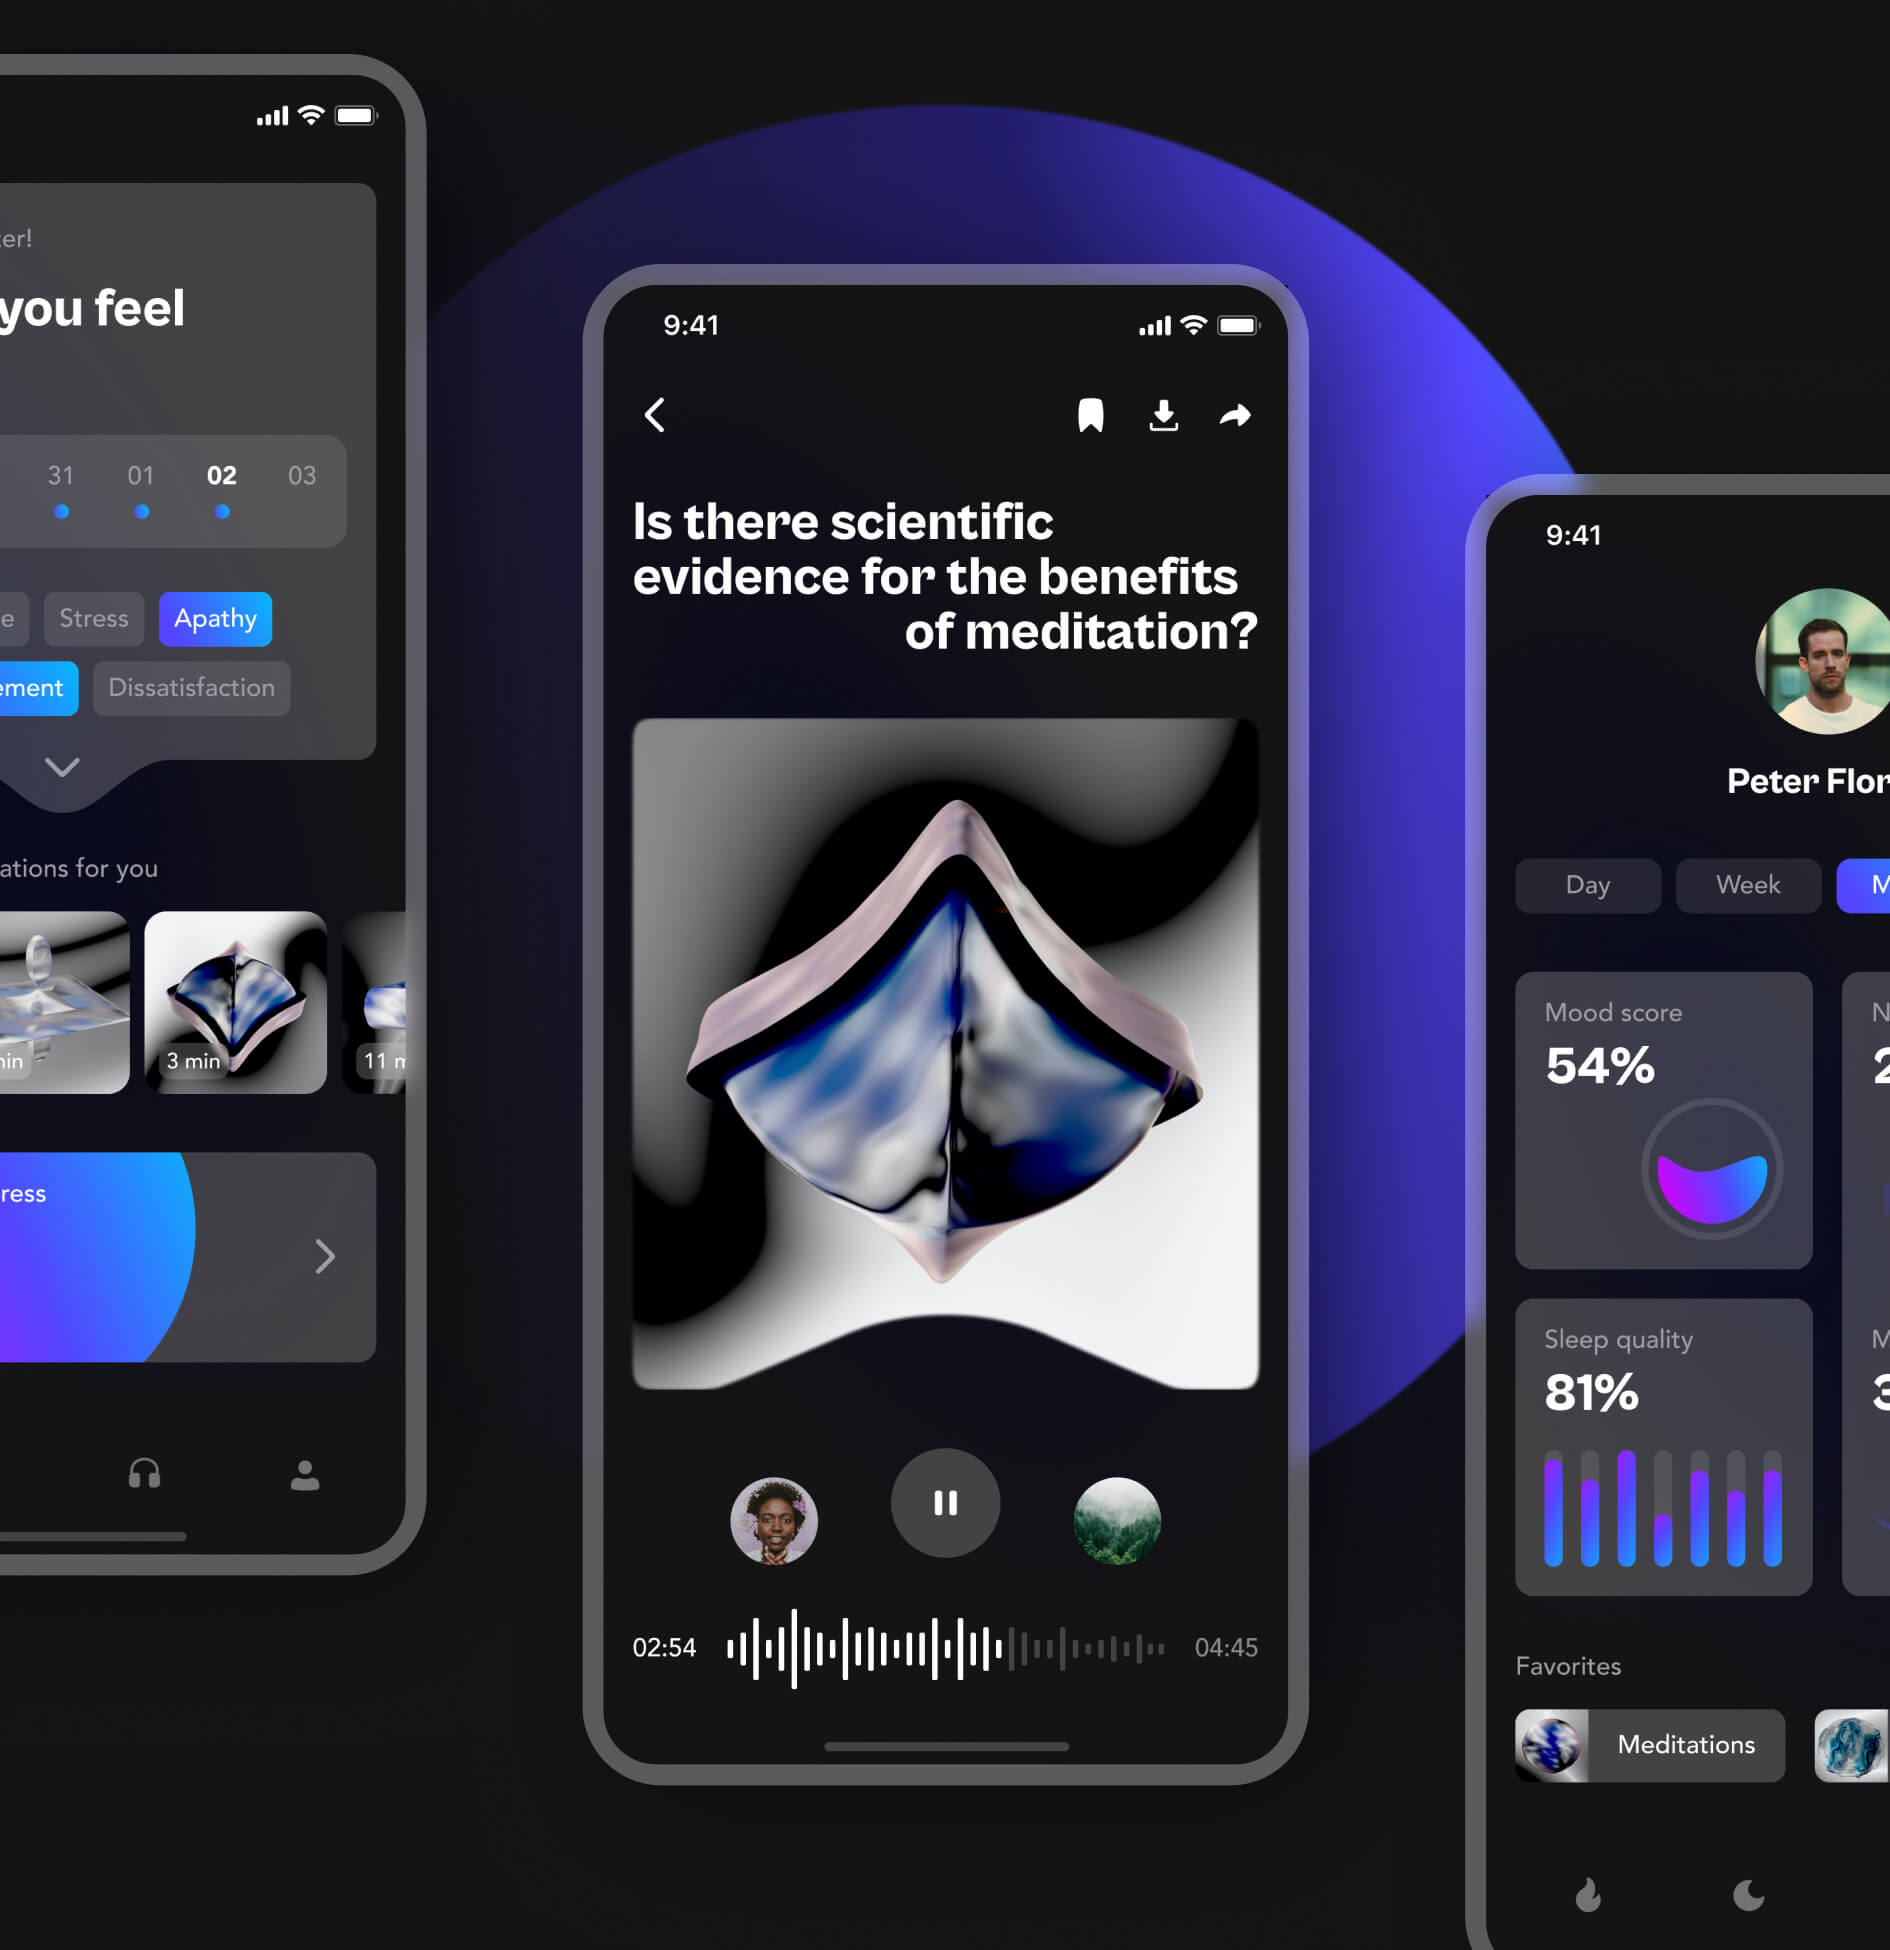 ter!
you feel
31 01 02 03
e Stress Apathy
ement Dissatisfaction
ations for you
min 3 min 11 m
ress
9:41
Is there scientific
evidence for the benefits
of meditation?
02:54 04:45
9:41
Peter Flor
Day Week M
Mood score N
54% 2
Sleep quality M
81% 3
Favorites
Meditations